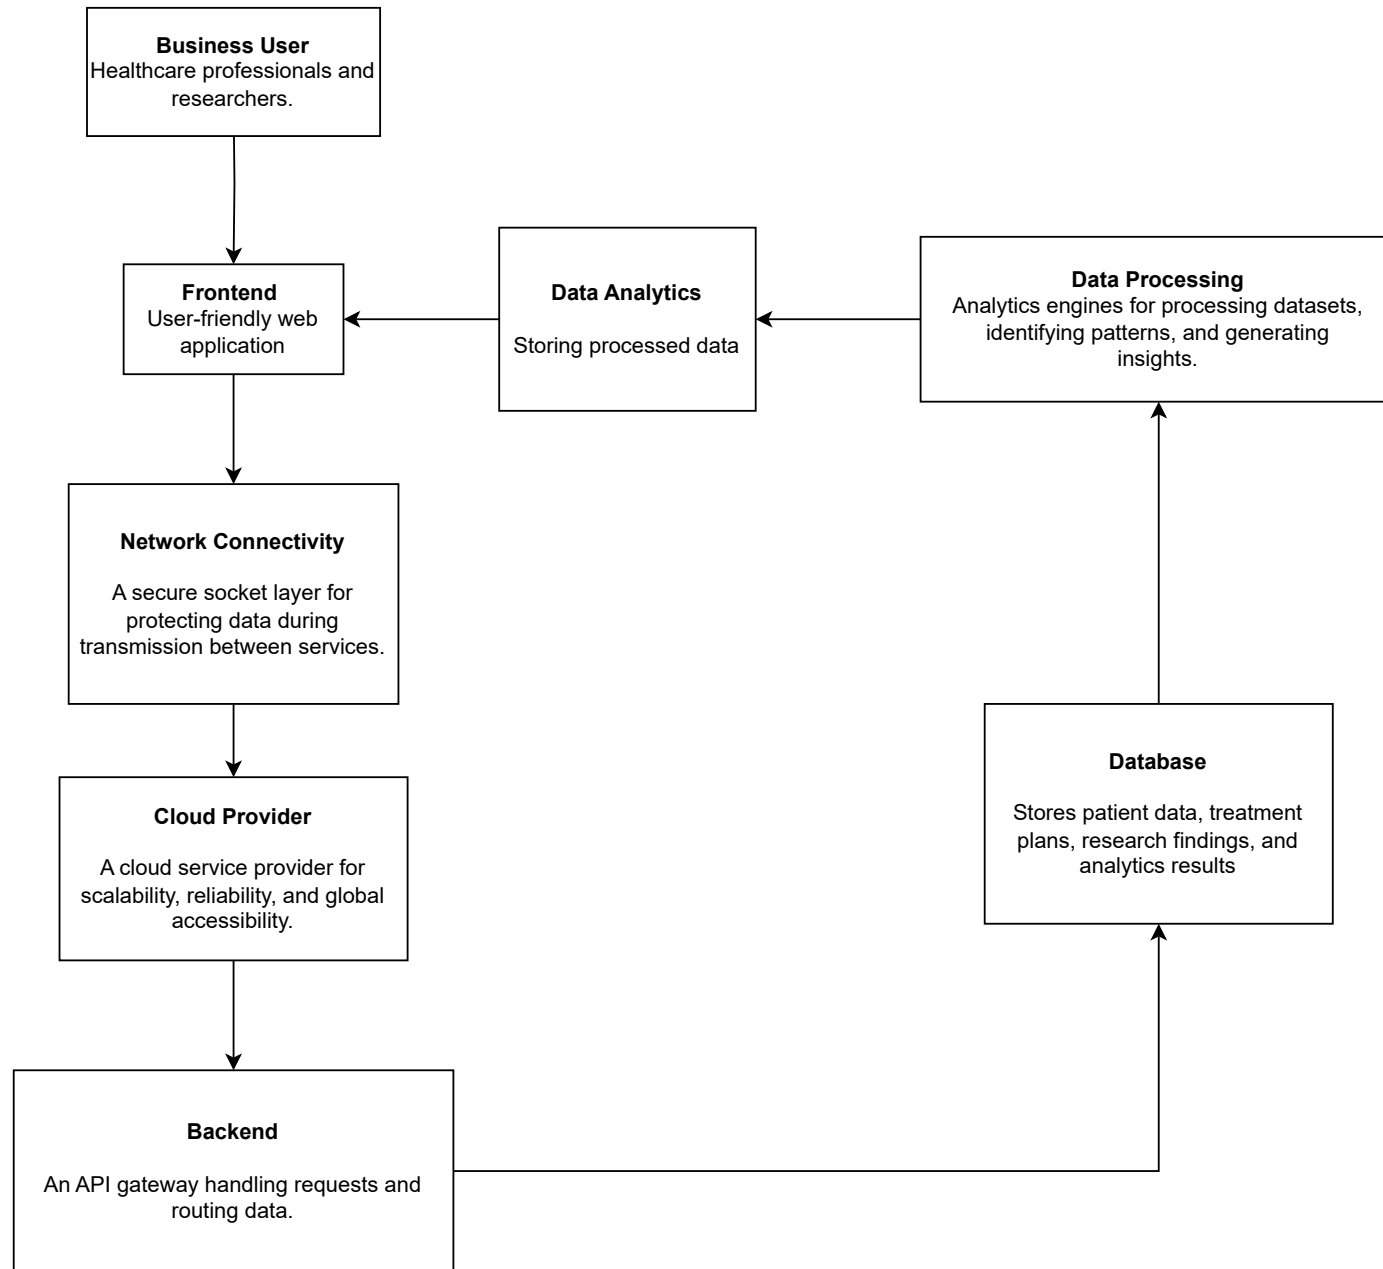 Business User
Healthcare professionals and
researchers.
Frontend
User-friendly web
application
Data Analytics
Storing processed data
Data Processing
Analytics engines for processing datasets,
identifying patterns, and generating
insights.
Network Connectivity
A secure socket layer for
protecting data during
transmission between services.
Cloud Provider
A cloud service provider for
scalability, reliability, and global
accessibility.
Backend
An API gateway handling requests and
routing data.
Database
Stores patient data, treatment
plans, research findings, and
analytics results